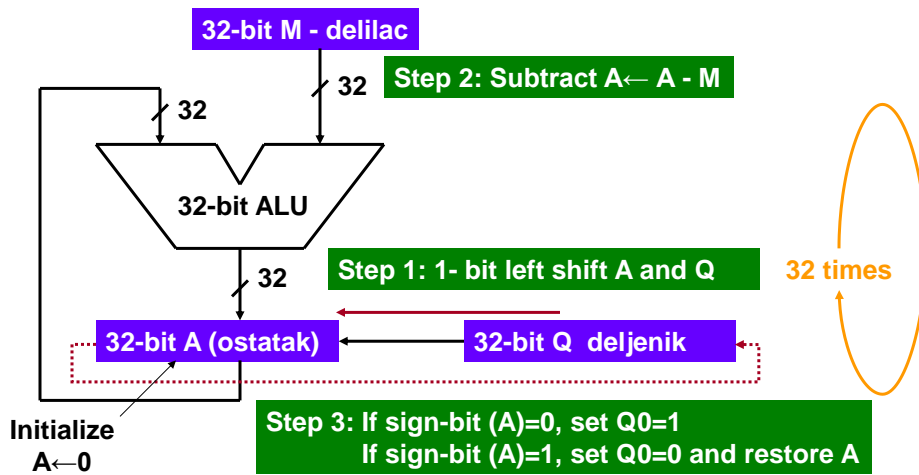 32-bit M - delilac
Step 2: Subtract A← A - M
32
32
32-bit ALU
32
Step 1: 1- bit left shift A and Q
32 times
32-bit A (ostatak)
32-bit Q deljenik
Initialize
A←0
Step 3: If sign-bit (A)=0, set Q0=1
If sign-bit (A)=1, set Q0=0 and restore A